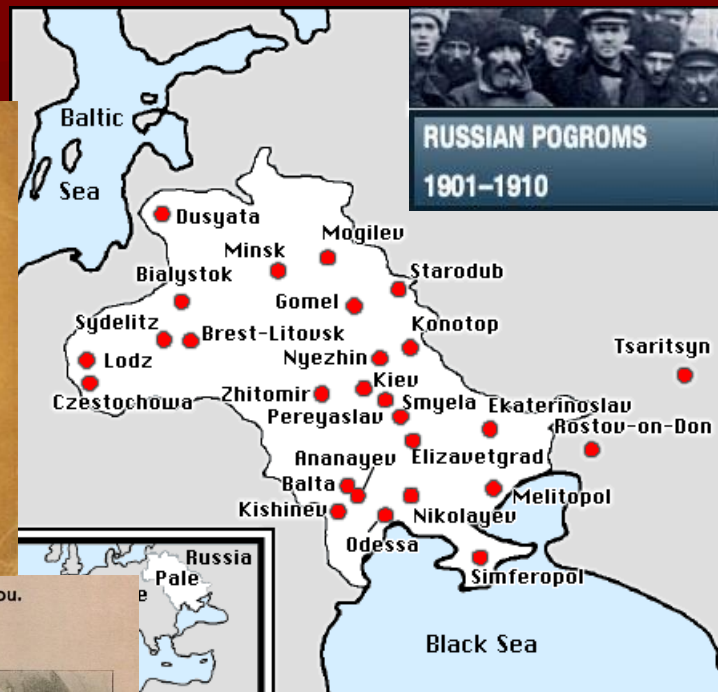 RUSSIAN POGROMS
1901–1910
Baltic
Sea
Dusyata
Minsk
Mogilev
Bialystok
Starodub
Gomel
Sydelitz
Brest-Litovsk
Konotop
Lodz
Nyezhin
Tsaritsyn
Czestochowa
Zhitomir
Kiev
Pereyaslav
Smyela
Ekaterinoslav
Rostov-on-Don
Ananayev
Elizavetgrad
Balta
Melitopol
Kishinev
Nikolayev
Odessa
Simferopol
Black Sea
Russia
Pale
e
ou.